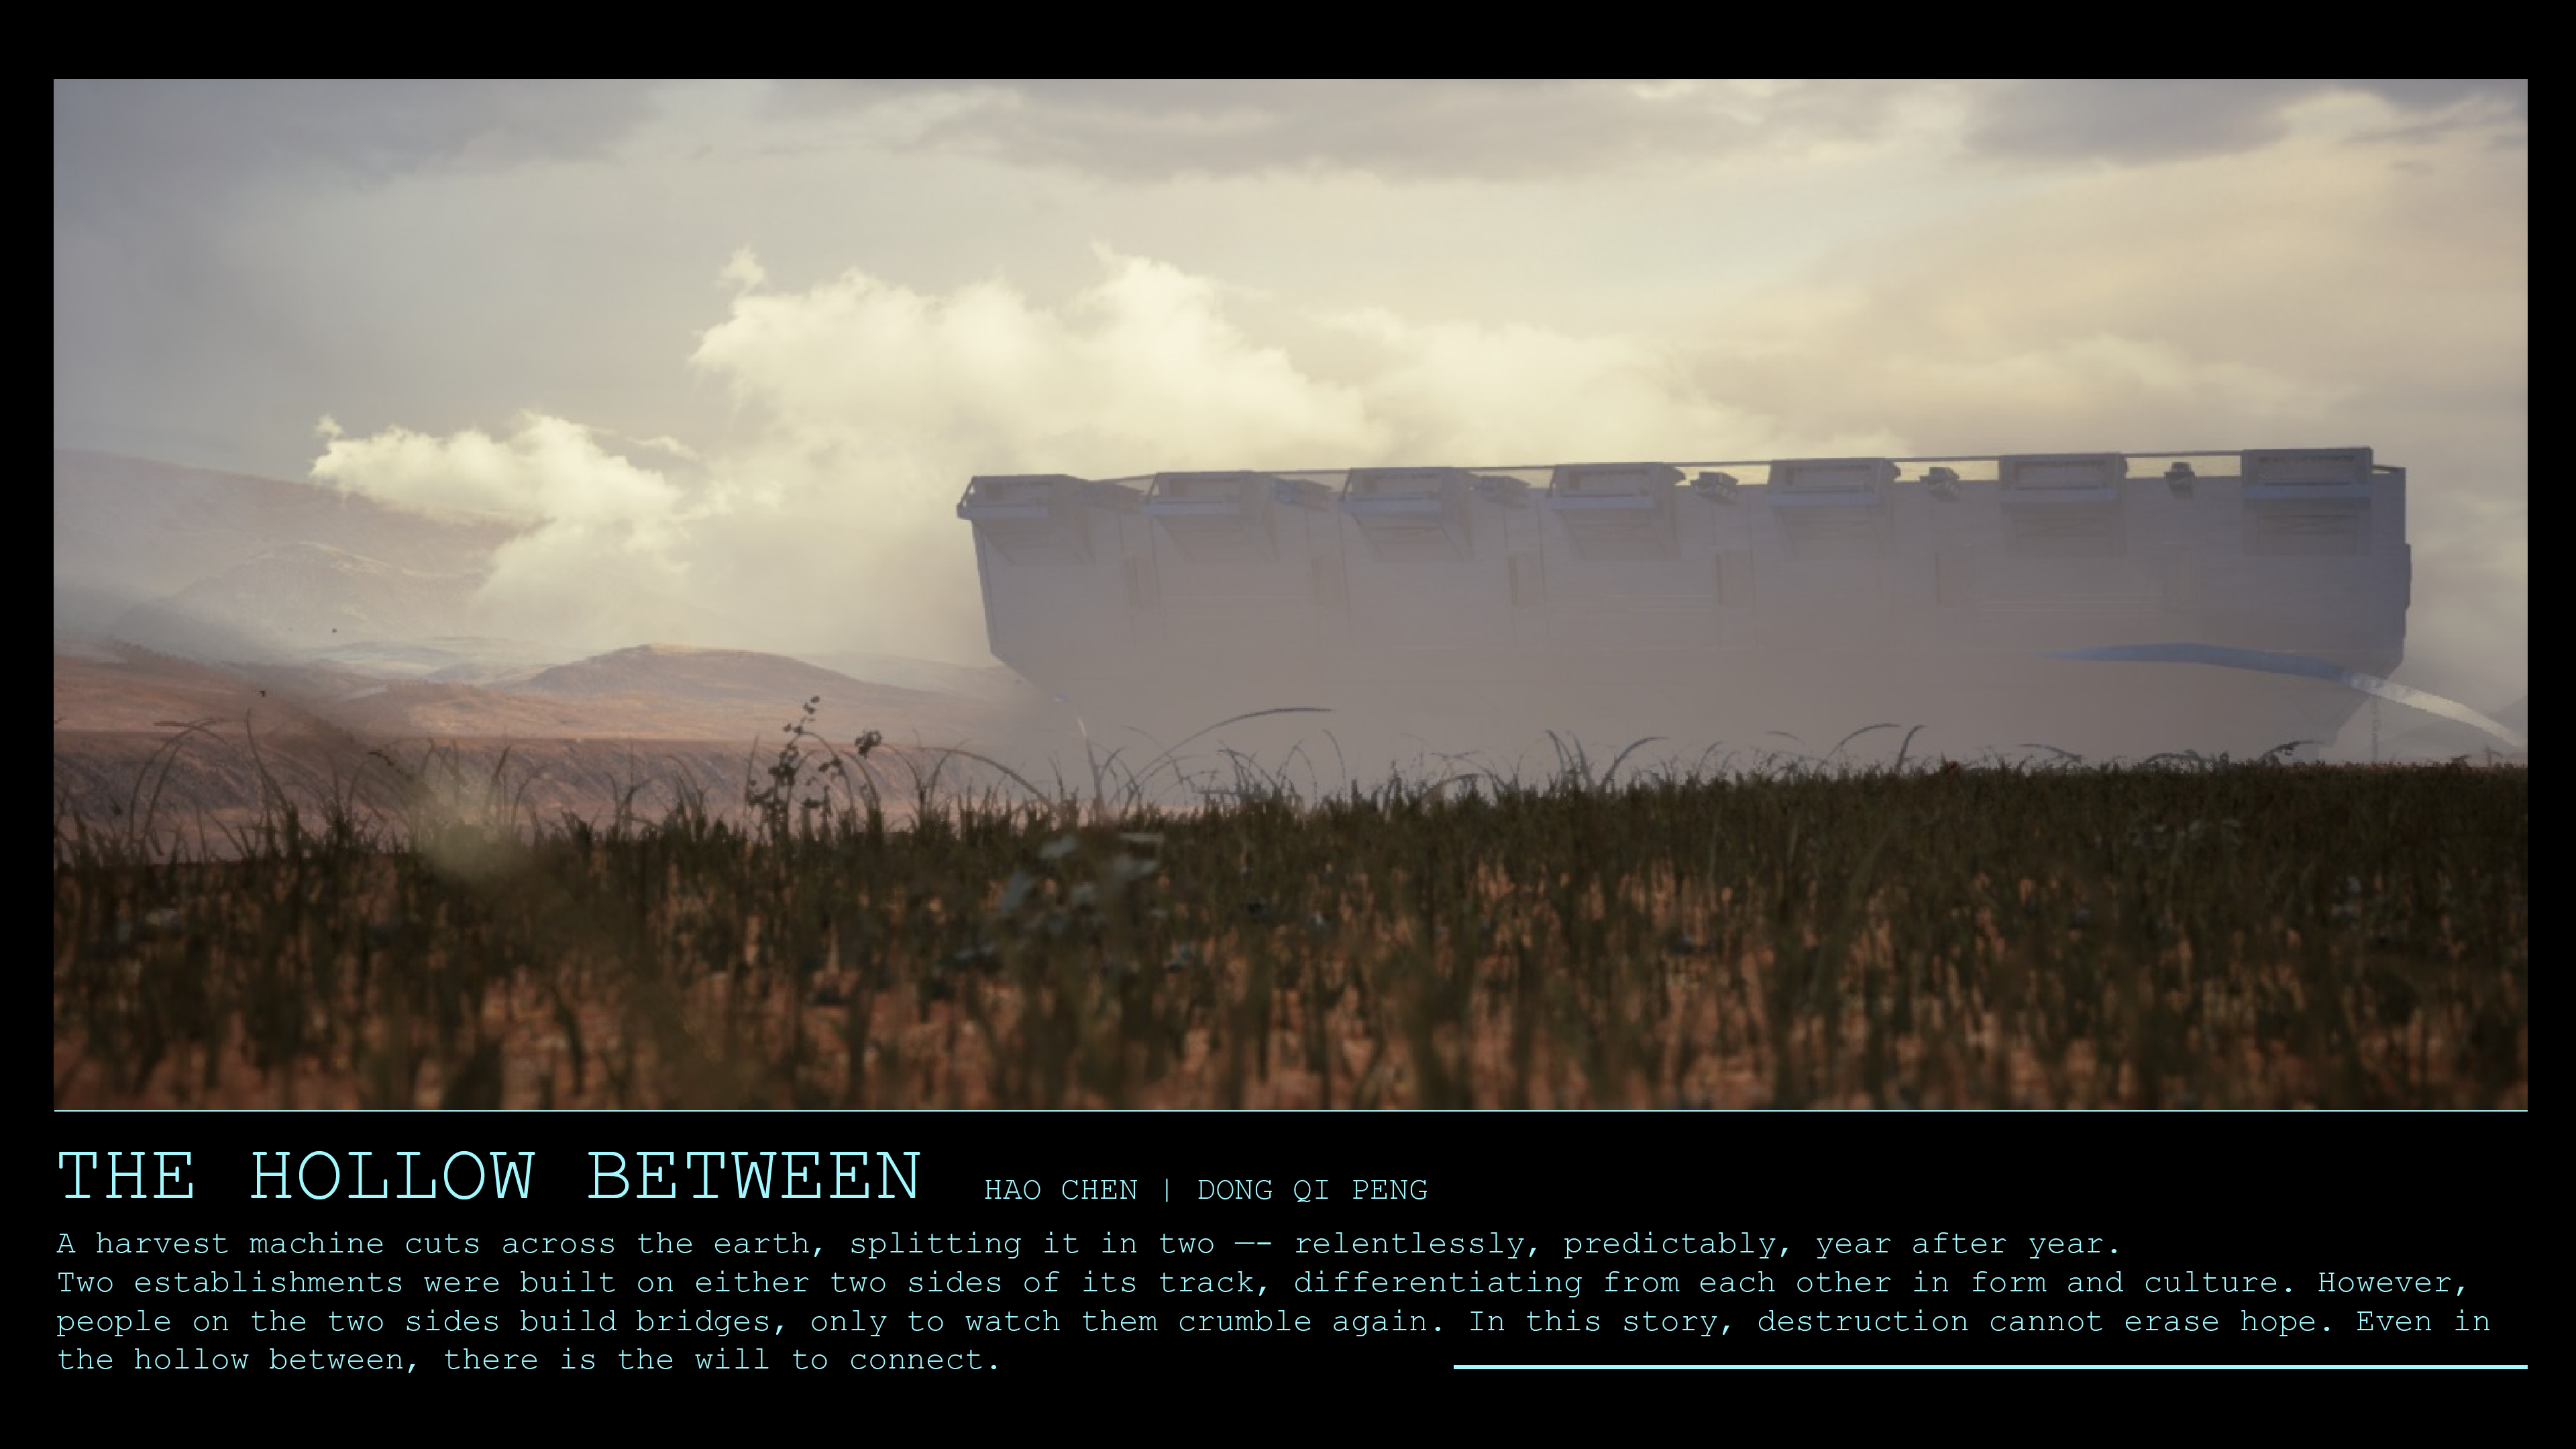 THE HOLLOW BETWEEN HAO CHEN | DONG QI PENG
A harvest machine cuts across the earth, splitting it in two —- relentlessly, predictably, year after year.
Two establishments were built on either two sides of its track, differentiating from each other in form and culture. However,
people on the two sides build bridges, only to watch them crumble again. In this story, destruction cannot erase hope. Even in
the hollow between, there is the will to connect.